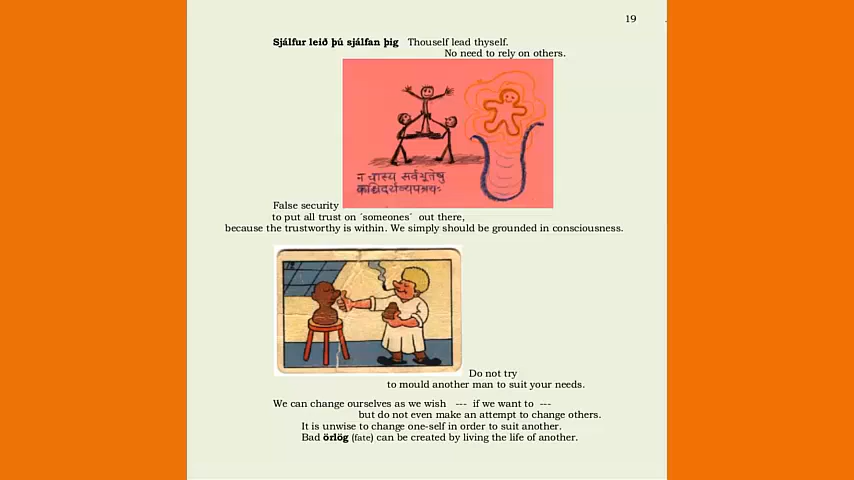 19
Sjálfur leið þú sjálfan þig Thouself lead thyself.
No need to rely on others.
न चास्य सर्वभूतेषु
कश्चिदर्थव्यपाश्रयः
False security
to put all trust on ´someones´ out there,
because the trustworthy is within. We simply should be grounded in consciousness.
Do not try
to mould another man to suit your needs.
We can change ourselves as we wish --- if we want to ---
but do not even make an attempt to change others.
It is unwise to change one-self in order to suit another.
Bad örlög (fate) can be created by living the life of another.